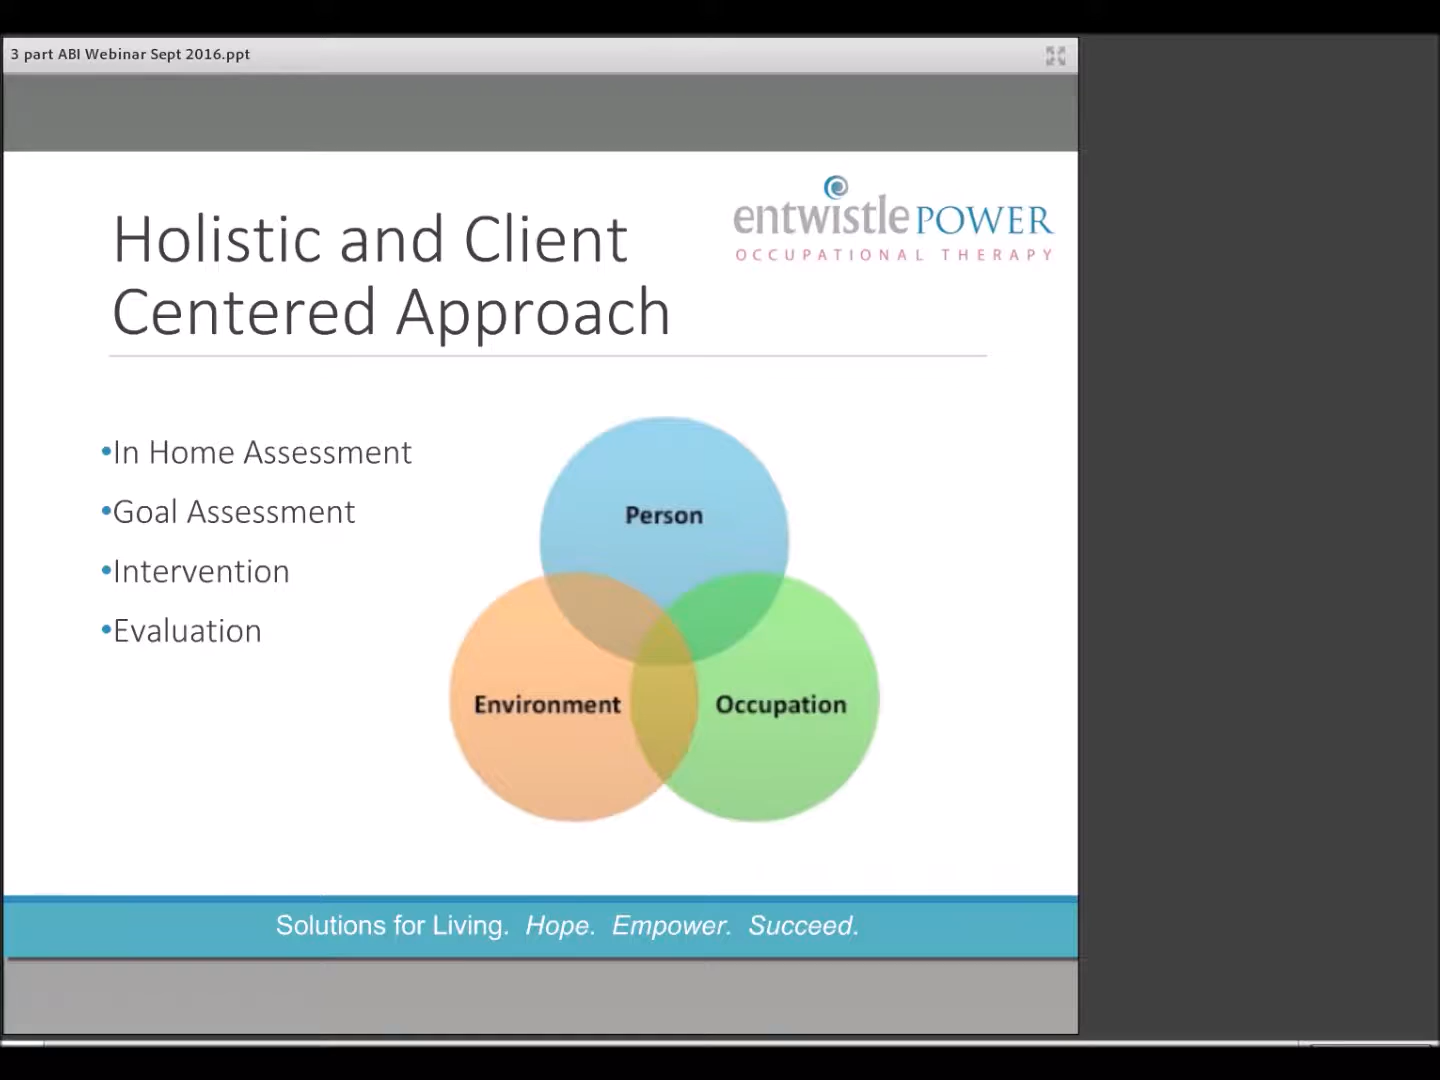 3 part ABI Webinar Sept 2016.ppt
entwistle POWER
OCCUPATIONAL THERAPY
Holistic and Client
Centered Approach
•In Home Assessment
•Goal Assessment
•Intervention
•Evaluation
Person
Environment
Occupation
Solutions for Living. Hope. Empower. Succeed.